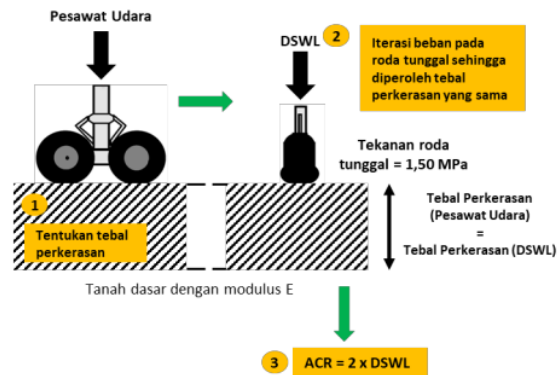 Pesawat Udara
DSWL
2
Iterasi beban pada
roda tunggal sehingga
diperoleh tebal
perkerasan yang sama
Tekanan roda
tunggal = 1,50 MPa
1
Tentukan tebal
perkerasan
Tebal Perkerasan
(Pesawat Udara)
=
Tebal Perkerasan (DSWL)
Tanah dasar dengan modulus E
3
ACR = 2 x DSWL